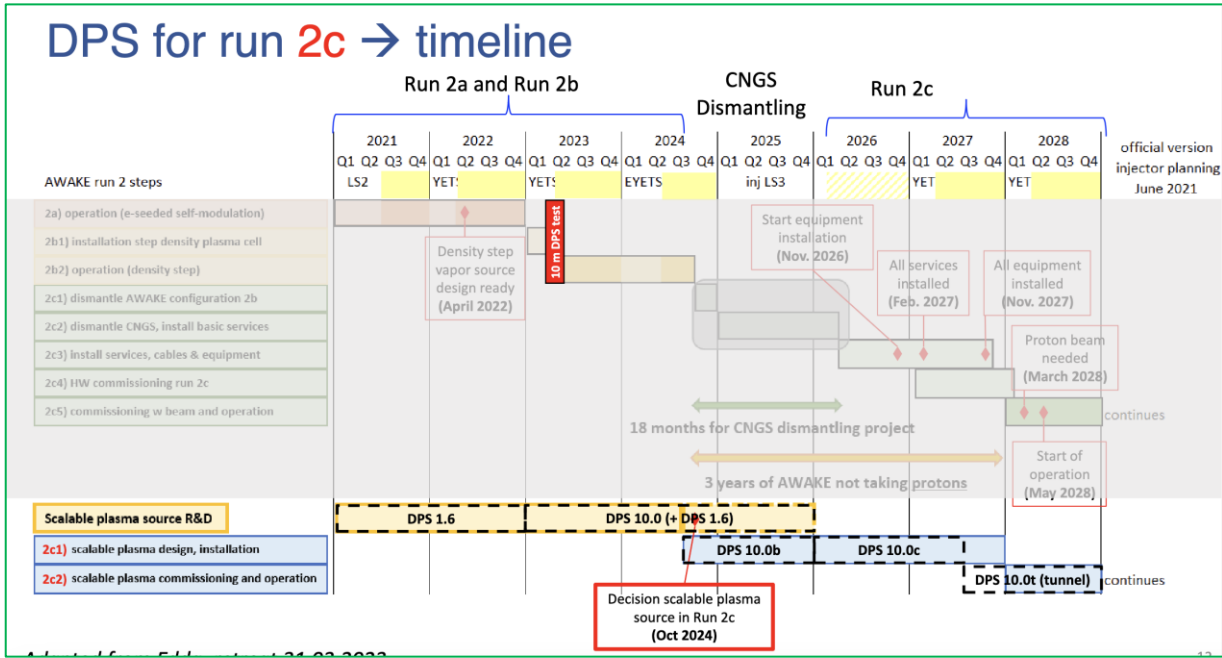 DPS for run 2c → timeline
Run 2a and Run 2b
CNGS
Dismantling
Run 2c
2021 2022 2023 2024 2025 2026 2027 2028
Q1 Q2 Q3 Q4 Q1 Q2 Q3 Q4 Q1 Q2 Q3 Q4 Q1 Q2 Q3 Q4 Q1 Q2 Q3 Q4 Q1 Q2 Q3 Q4 Q1 Q2 Q3 Q4 Q1 Q2 Q3 Q4
official version
injector planning
June 2021
AWAKE run 2 steps
LS2 YETS YETS EYETS inj LS3 YET YET
2a) operation (e-seeded self-modulation)
2b1) installation step density plasma cell
2b2) operation (density step)
2c1) dismantle AWAKE configuration 2b
2c2) dismantle CNGS, install basic services
2c3) install services, cables & equipment
2c4) HW commissioning run 2c
2c5) commissioning w beam and operation
Density step
vapor source
design ready
(April 2022)
10 m DPS test
Start equipment
installation
(Nov. 2026)
All services
installed
(Feb. 2027)
All equipment
installed
(Nov. 2027)
Proton beam
needed
(March 2028)
continues
18 months for CNGS dismantling project
3 years of AWAKE not taking protons
Start of
operation
(May 2028)
Scalable plasma source R&D
DPS 1.6
DPS 10.0 (+ DPS 1.6)
2c1) scalable plasma design, installation
DPS 10.0b
DPS 10.0c
2c2) scalable plasma commissioning and operation
DPS 10.0t (tunnel)
continues
Decision scalable plasma
source in Run 2c
(Oct 2024)